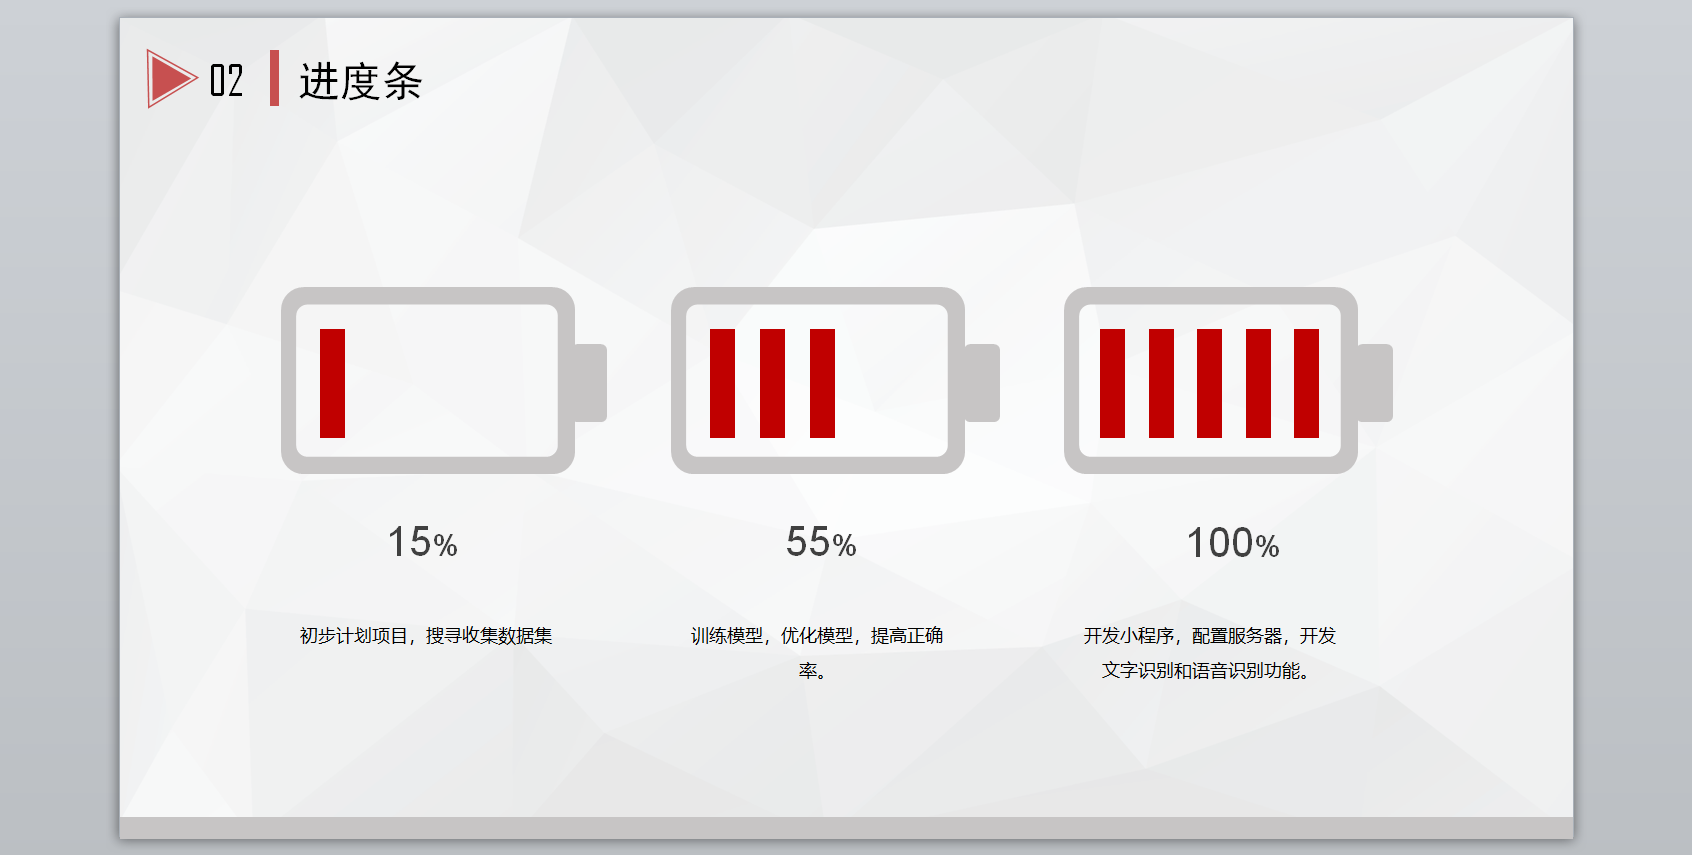 02 进度条
15%
55%
100%
初步计划项目，搜寻收集数据集
训练模型，优化模型，提高正确
率。
开发小程序，配置服务器，开发
文字识别和语音识别功能。